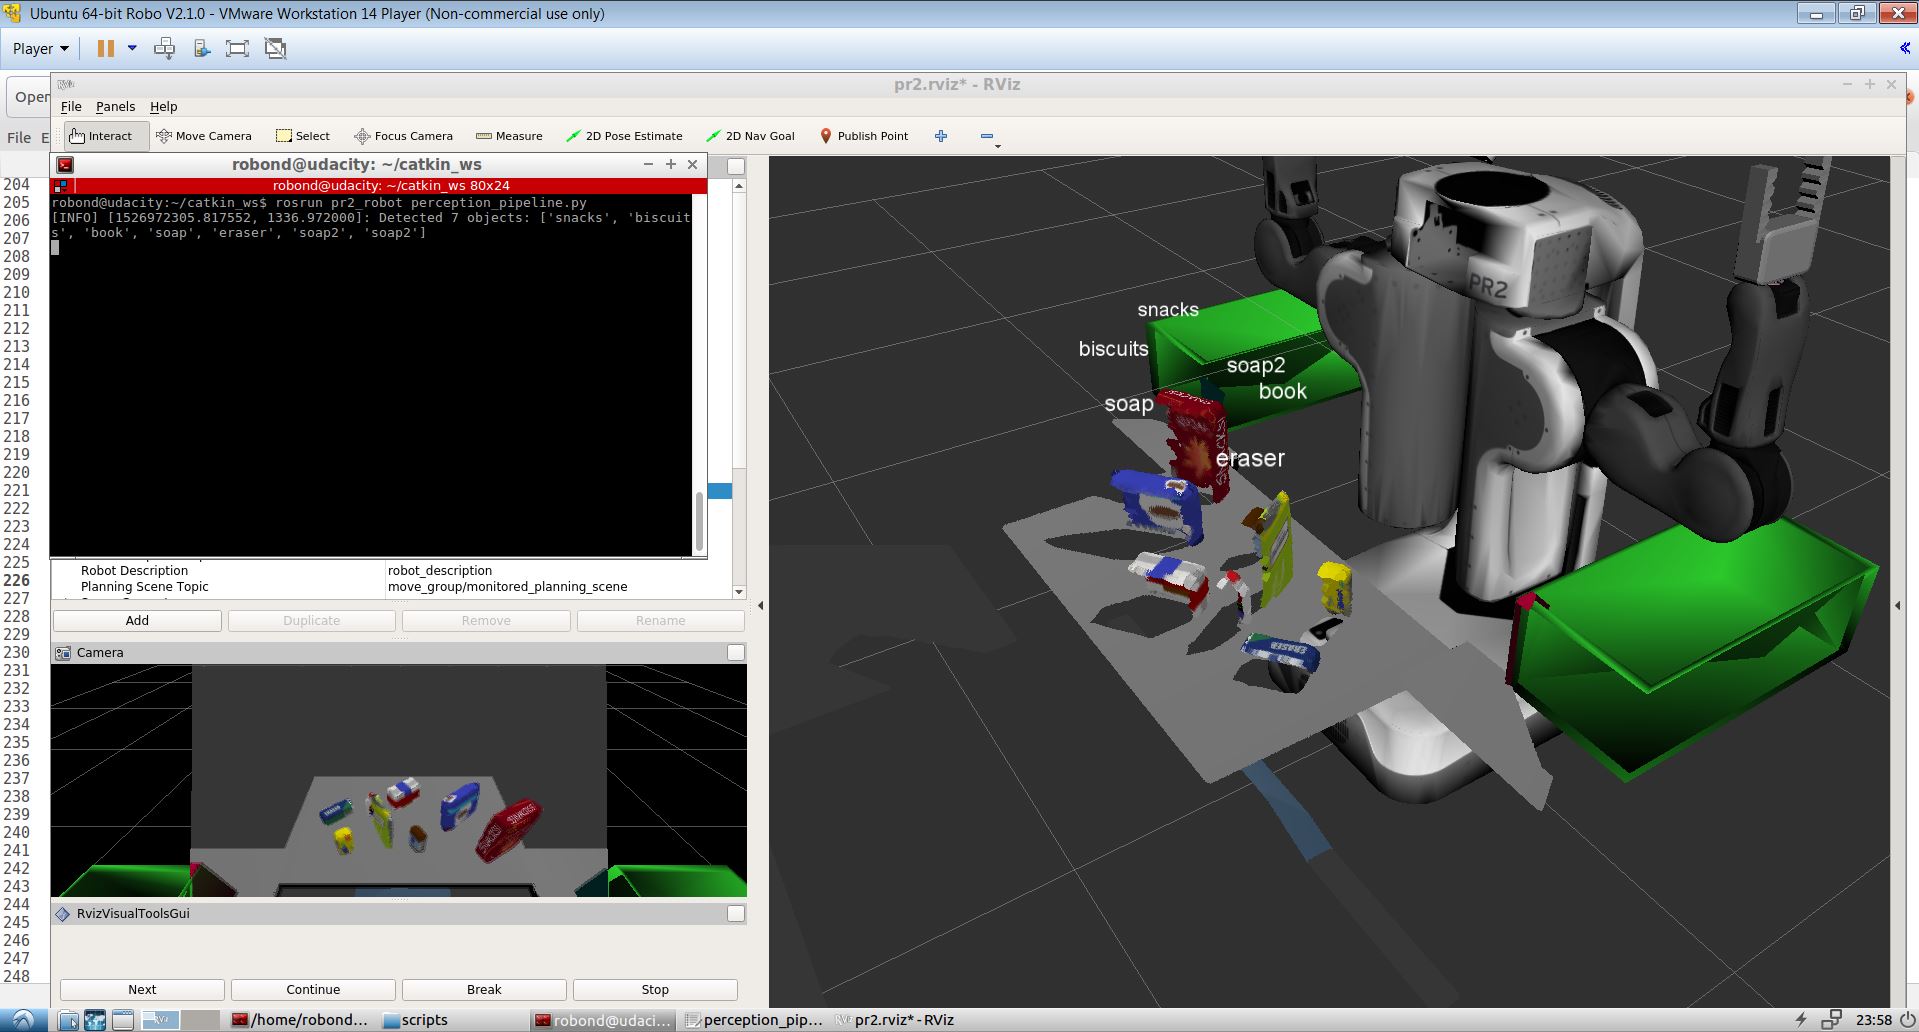 Ubuntu 64-bit Robo V2.1.0 - VMware Workstation 14 Player (Non-commercial use only)
Player
Open
pr2.rviz* - RViz
File E
File Panels Help
Interact Move Camera Select Focus Camera Measure 2D Pose Estimate 2D Nav Goal Publish Point
robond@udacity: ~/catkin_ws
robond@udacity: ~/catkin_ws 80x24
robond@udacity:~/catkin_ws$ rosrun pr2_robot perception_pipeline.py
[INFO] [1526972305.817552, 1336.972000]: Detected 7 objects: ['snacks', 'biscuit
s', 'book', 'soap', 'eraser', 'soap2', 'soap2']
204
205
206
207
208
209
210
211
212
213
214
215
216
217
218
219
220
221
222
223
224
225
226
227
228
229
230
231
232
233
234
235
236
237
238
239
240
241
242
243
244
245
246
247
248
Robot Description robot_description
Planning Scene Topic move_group/monitored_planning_scene
Add Duplicate Remove Rename
Camera
SNACKS
RvizVisualToolsGui
Next Continue Break Stop
PR2
snacks
biscuits
soap2
book
soap
eraser
ERASER
/home/robond... scripts robond@udaci... perception_pip... pr2.rviz* - RViz 23:58